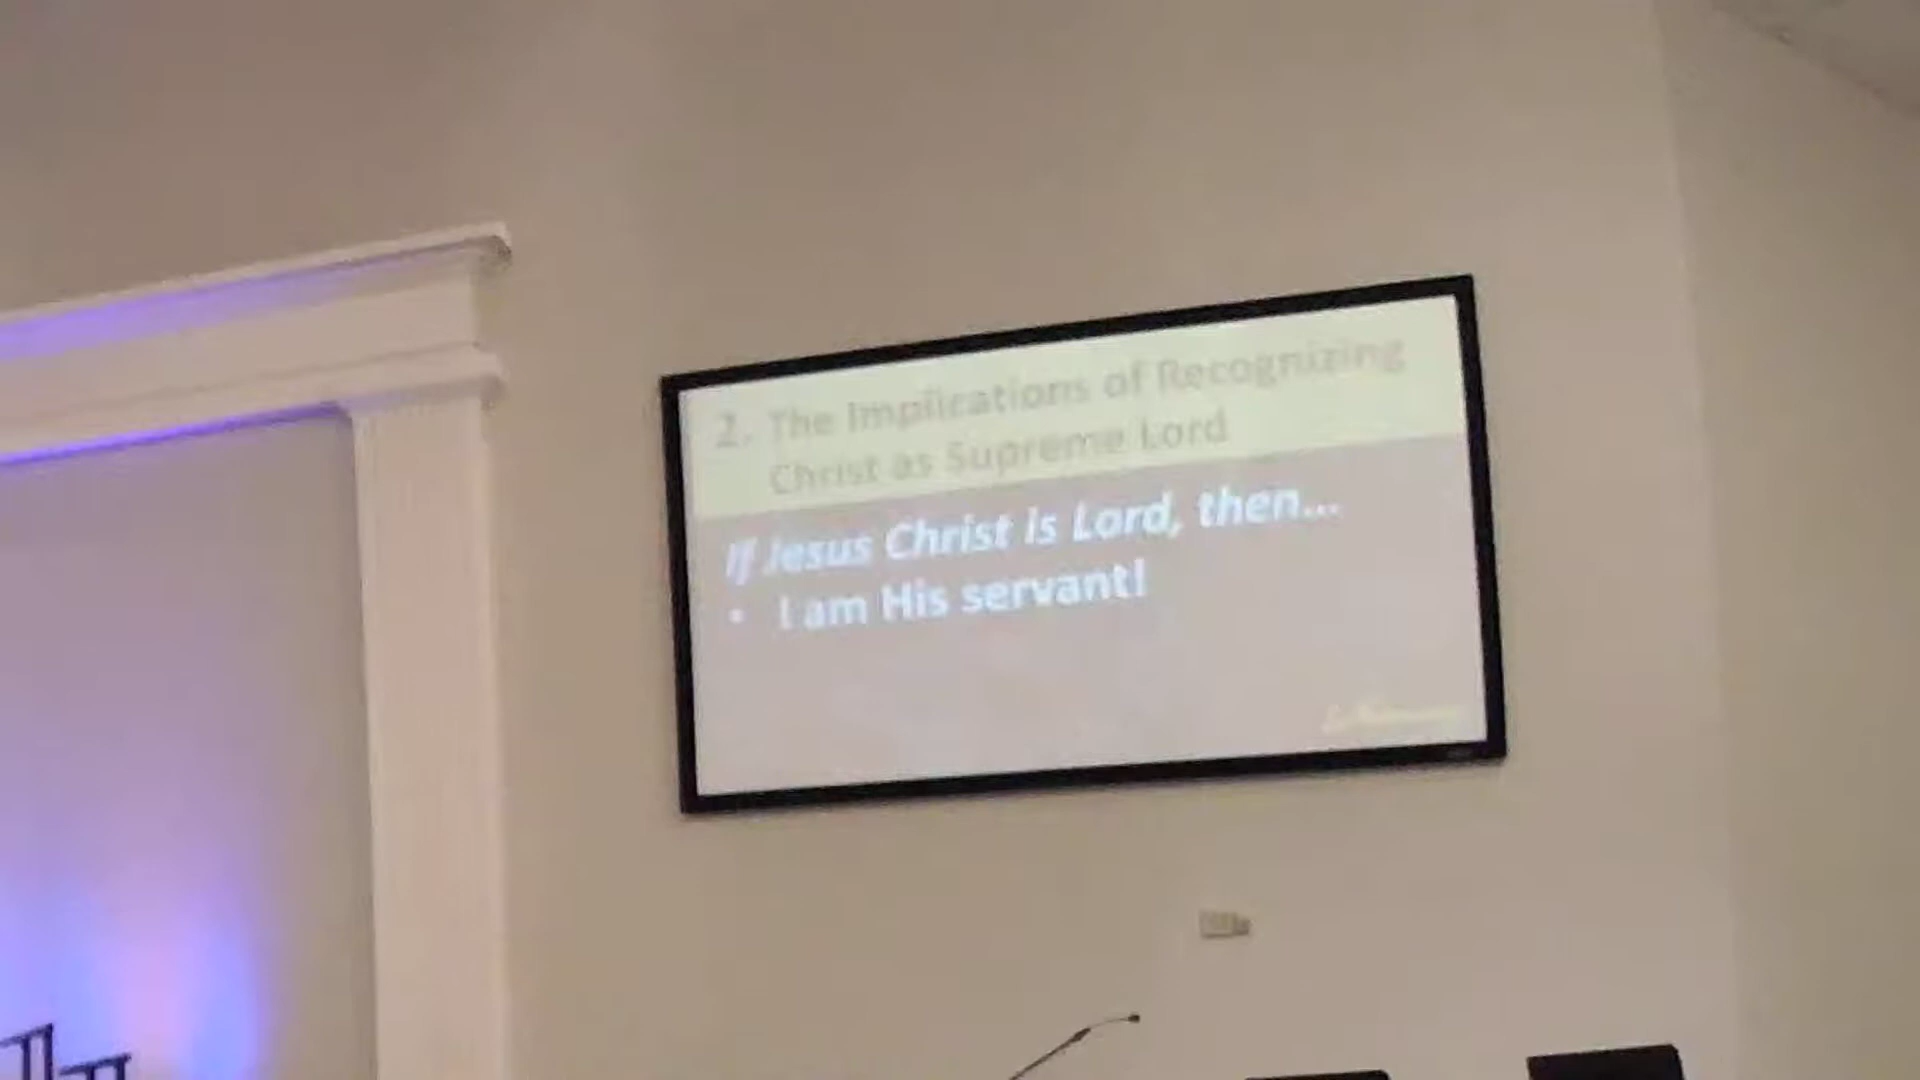 2. The Implications of Recognizing
Christ as Supreme Lord
If Jesus Christ is Lord, then...
• I am His servant!